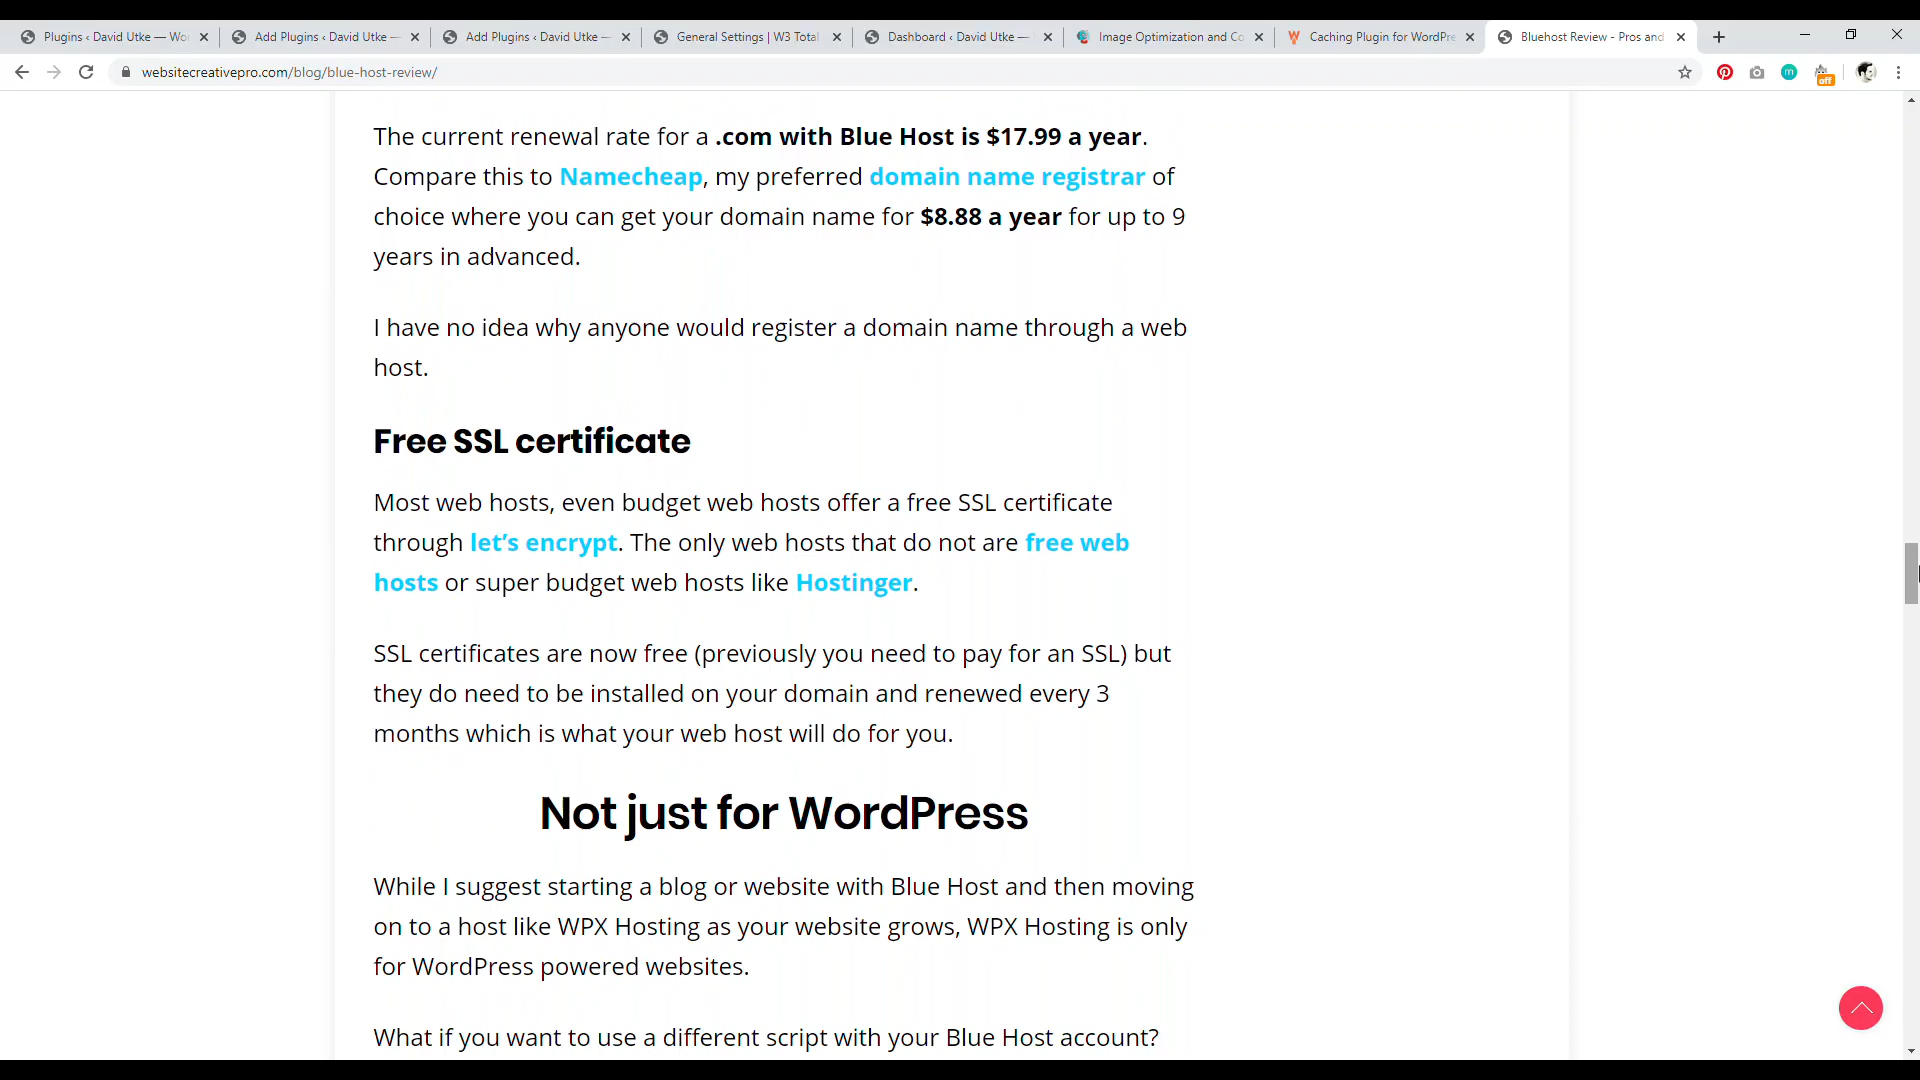 Plugins ‹ David Utke — Wo
Add Plugins ‹ David Utke —
Add Plugins ‹ David Utke —
General Settings | W3 Total
Dashboard ‹ David Utke —
Image Optimization and Co
Caching Plugin for WordPre
Bluehost Review - Pros and
websitecreativepro.com/blog/blue-host-review/
off
The current renewal rate for a .com with Blue Host is $17.99 a year.
Compare this to Namecheap, my preferred domain name registrar of
choice where you can get your domain name for $8.88 a year for up to 9
years in advanced.
I have no idea why anyone would register a domain name through a web
host.
Free SSL certificate
Most web hosts, even budget web hosts offer a free SSL certificate
through let’s encrypt. The only web hosts that do not are free web
hosts or super budget web hosts like Hostinger.
SSL certificates are now free (previously you need to pay for an SSL) but
they do need to be installed on your domain and renewed every 3
months which is what your web host will do for you.
Not just for WordPress
While I suggest starting a blog or website with Blue Host and then moving
on to a host like WPX Hosting as your website grows, WPX Hosting is only
for WordPress powered websites.
What if you want to use a different script with your Blue Host account?